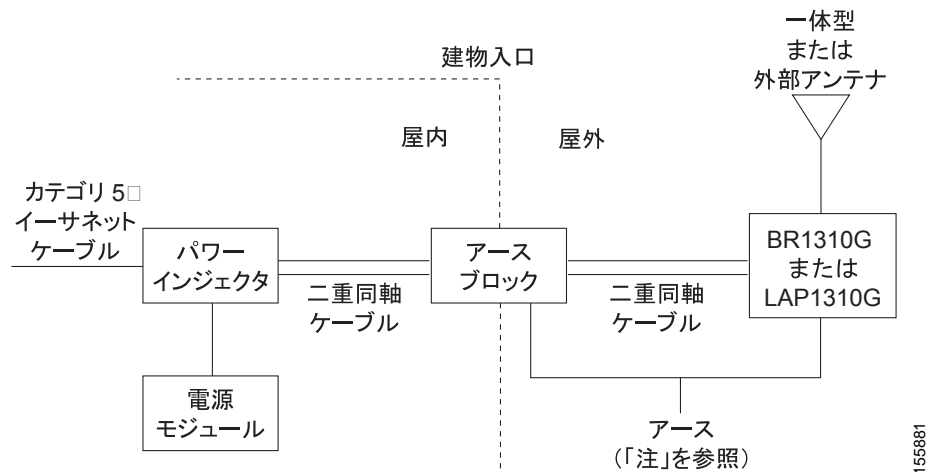 一体型
または
外部アンテナ
建物入口
屋内
屋外
カテゴリ 5□
イーサネット
ケーブル
パワー
インジェクタ
二重同軸
ケーブル
アース
ブロック
二重同軸
ケーブル
BR1310G
または
LAP1310G
電源
モジュール
アース
（「注」を参照）
155881